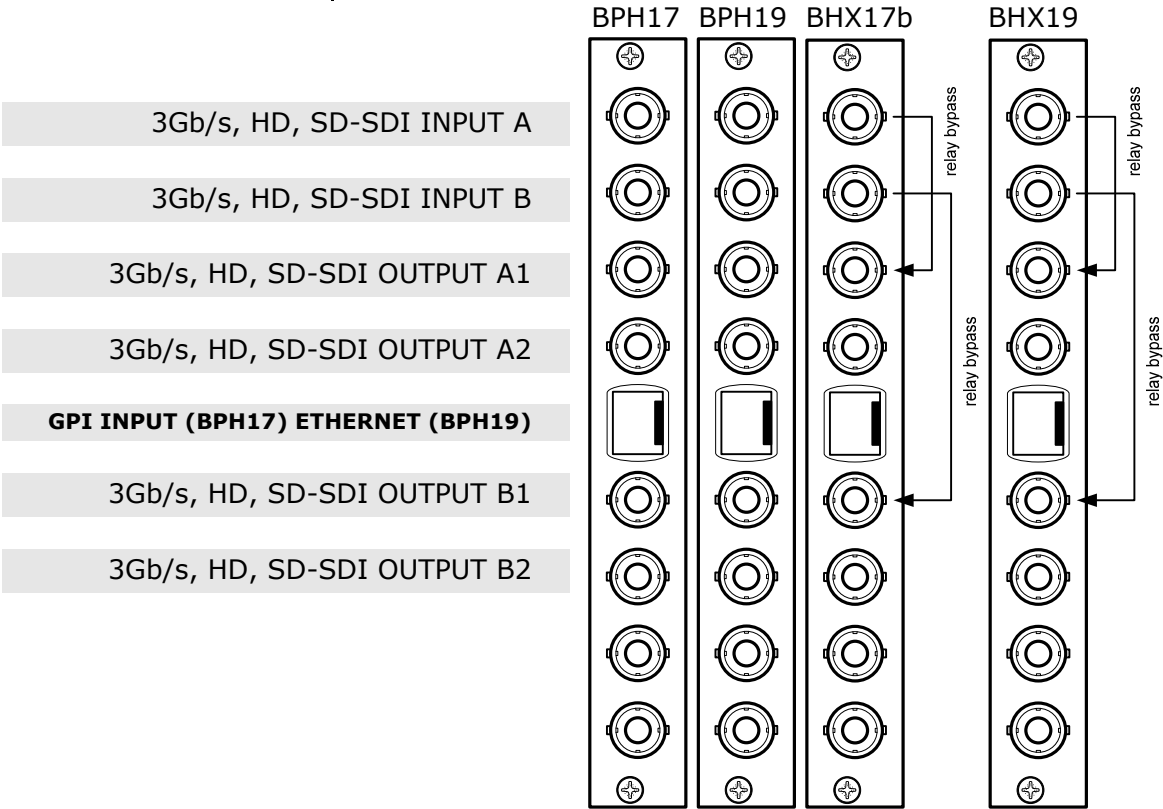 BPH17 BPH19 BHX17b BHX19
3Gb/s, HD, SD-SDI INPUT A
3Gb/s, HD, SD-SDI INPUT B
3Gb/s, HD, SD-SDI OUTPUT A1
3Gb/s, HD, SD-SDI OUTPUT A2
GPI INPUT (BPH17) ETHERNET (BPH19)
3Gb/s, HD, SD-SDI OUTPUT B1
3Gb/s, HD, SD-SDI OUTPUT B2
relay bypass
relay bypass
relay bypass
relay bypass